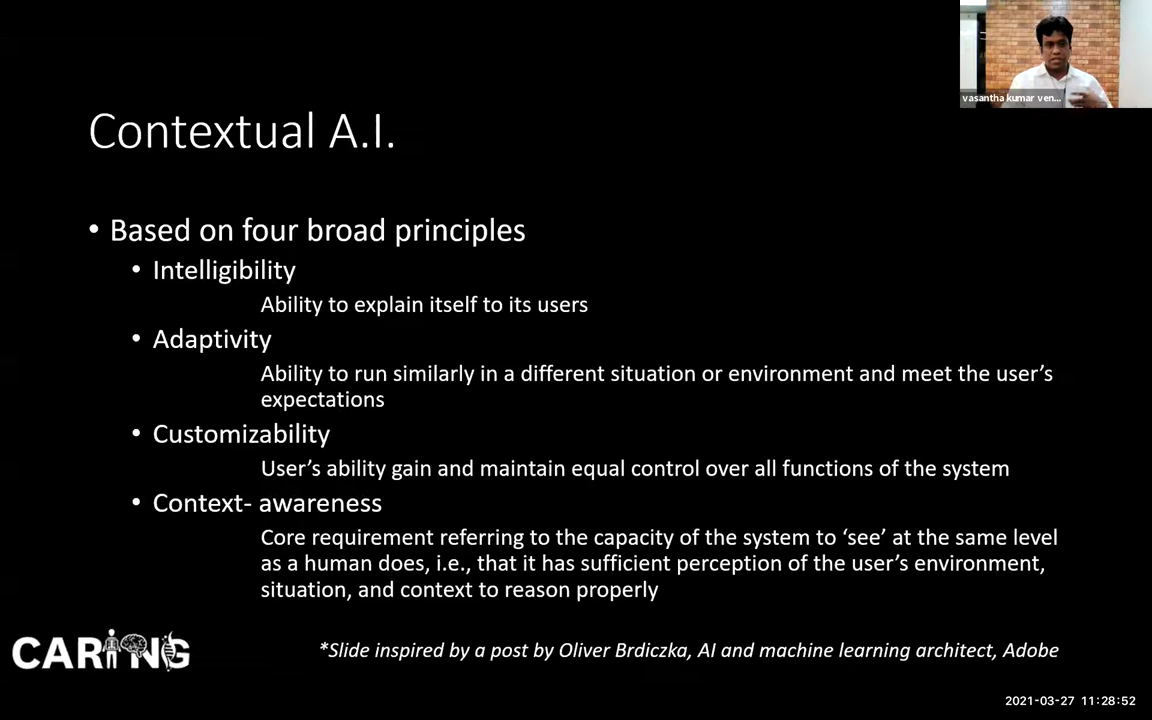 vasantha kumar ven...
Contextual A.I.
• Based on four broad principles
• Intelligibility
Ability to explain itself to its users
• Adaptivity
Ability to run similarly in a different situation or environment and meet the user’s
expectations
• Customizability
User’s ability gain and maintain equal control over all functions of the system
• Context- awareness
Core requirement referring to the capacity of the system to ‘see’ at the same level
as a human does, i.e., that it has sufficient perception of the user’s environment,
situation, and context to reason properly
CARING
*Slide inspired by a post by Oliver Brdiczka, AI and machine learning architect, Adobe
2021-03-27 11:28:52